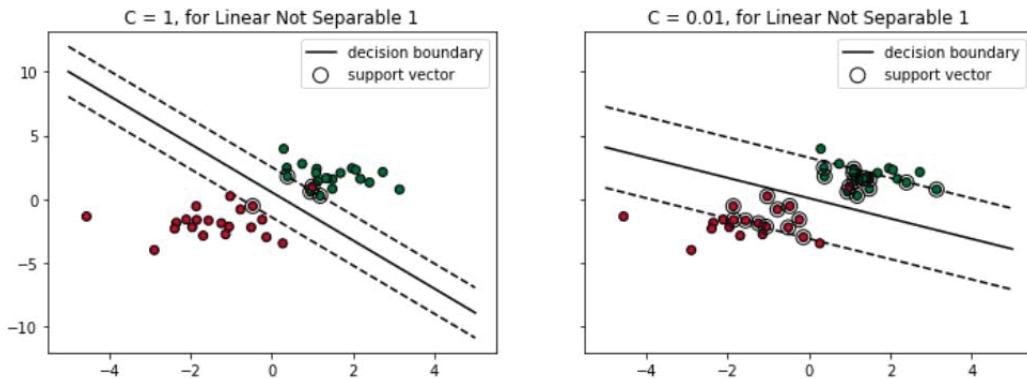 C = 1, for Linear Not Separable 1
decision boundary
support vector
10
5
0
−5
−10
−4
−2
0
2
4
C = 0.01, for Linear Not Separable 1
decision boundary
support vector
−4
−2
0
2
4